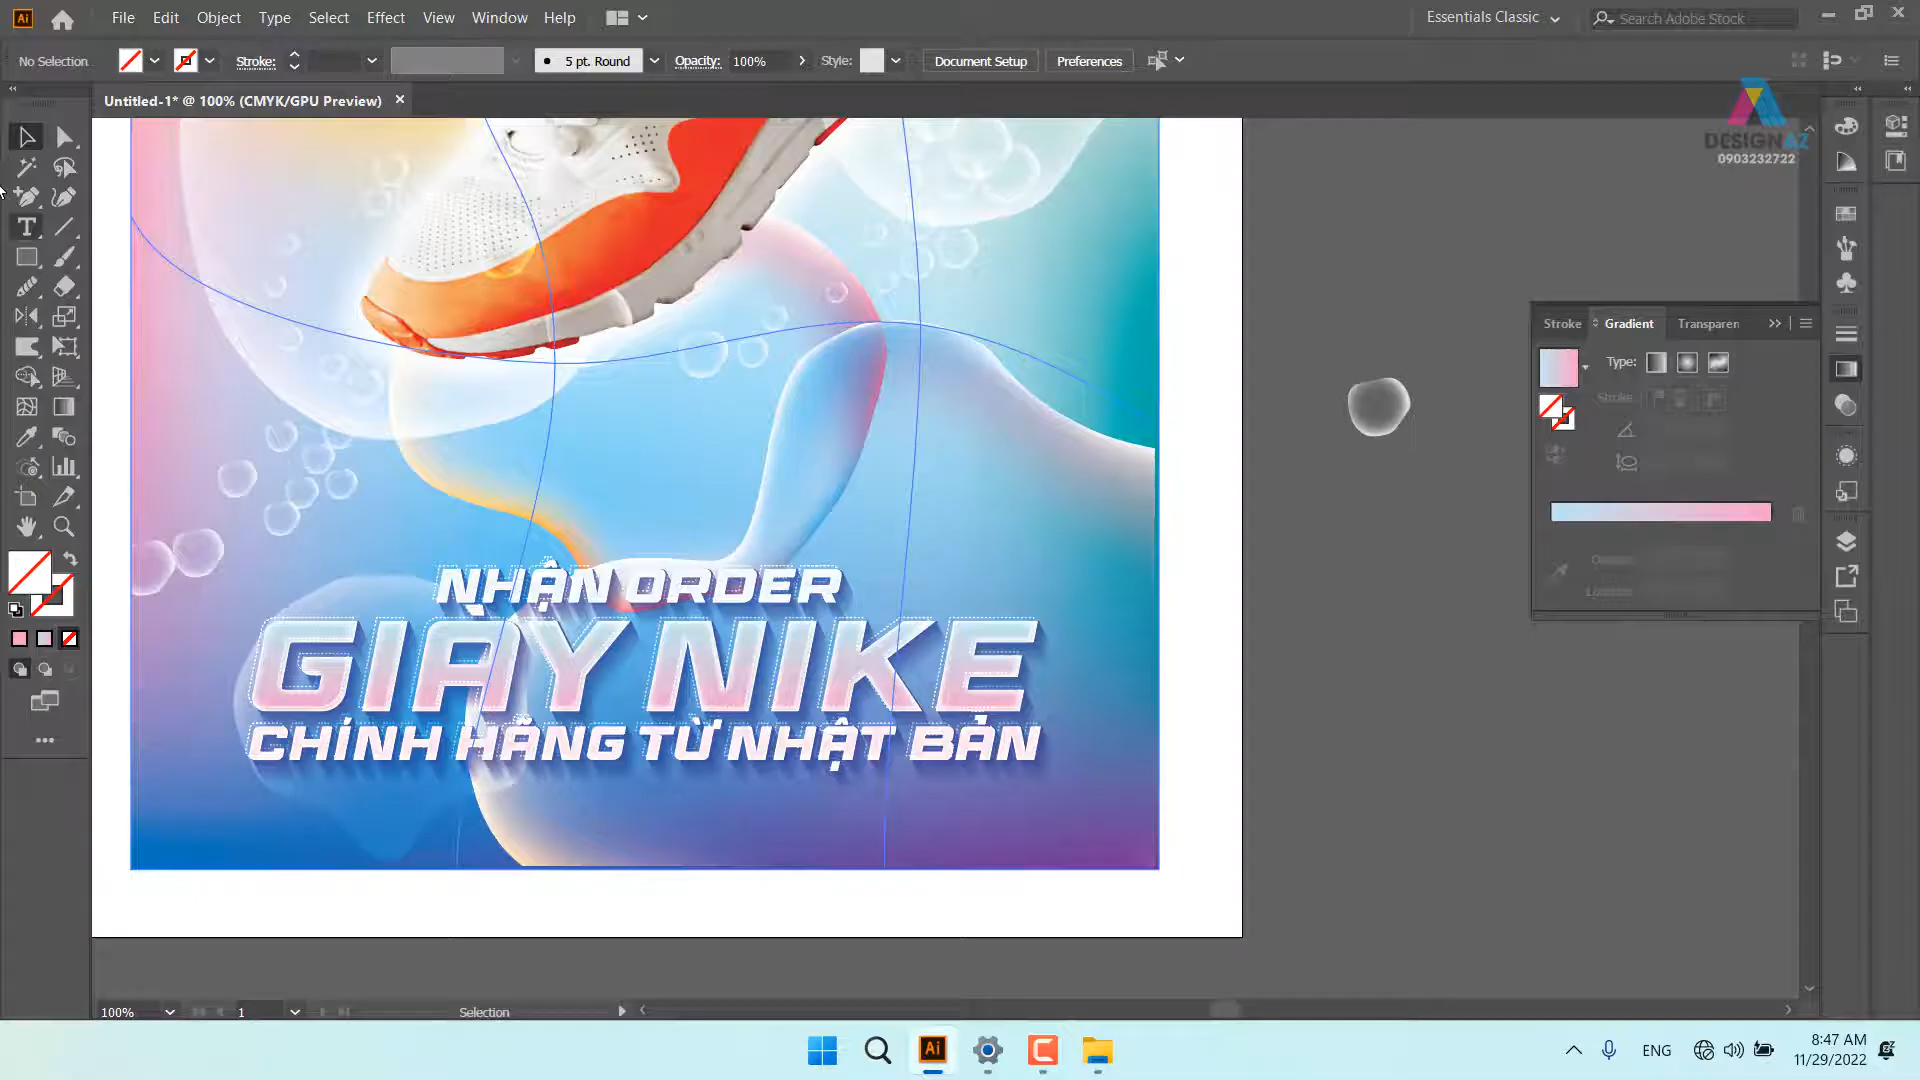 File Edit Object Type Select Effect View Window Help
Essentials Classic
Search Adobe Stock
No Selection
Stroke:
5 pt. Round
Opacity: 100%
Style:
Document Setup
Preferences
Untitled-1* @ 100% (CMYK/GPU Preview)
DESIGNAZ
0903232722
Stroke Gradient Transparen
Type:
Stroke:
NHẬN ORDER
GIÀY NIKE
CHÍNH HÃNG TỪ NHẬT BẢN
100%
1
Selection
ENG
8:47 AM
11/29/2022